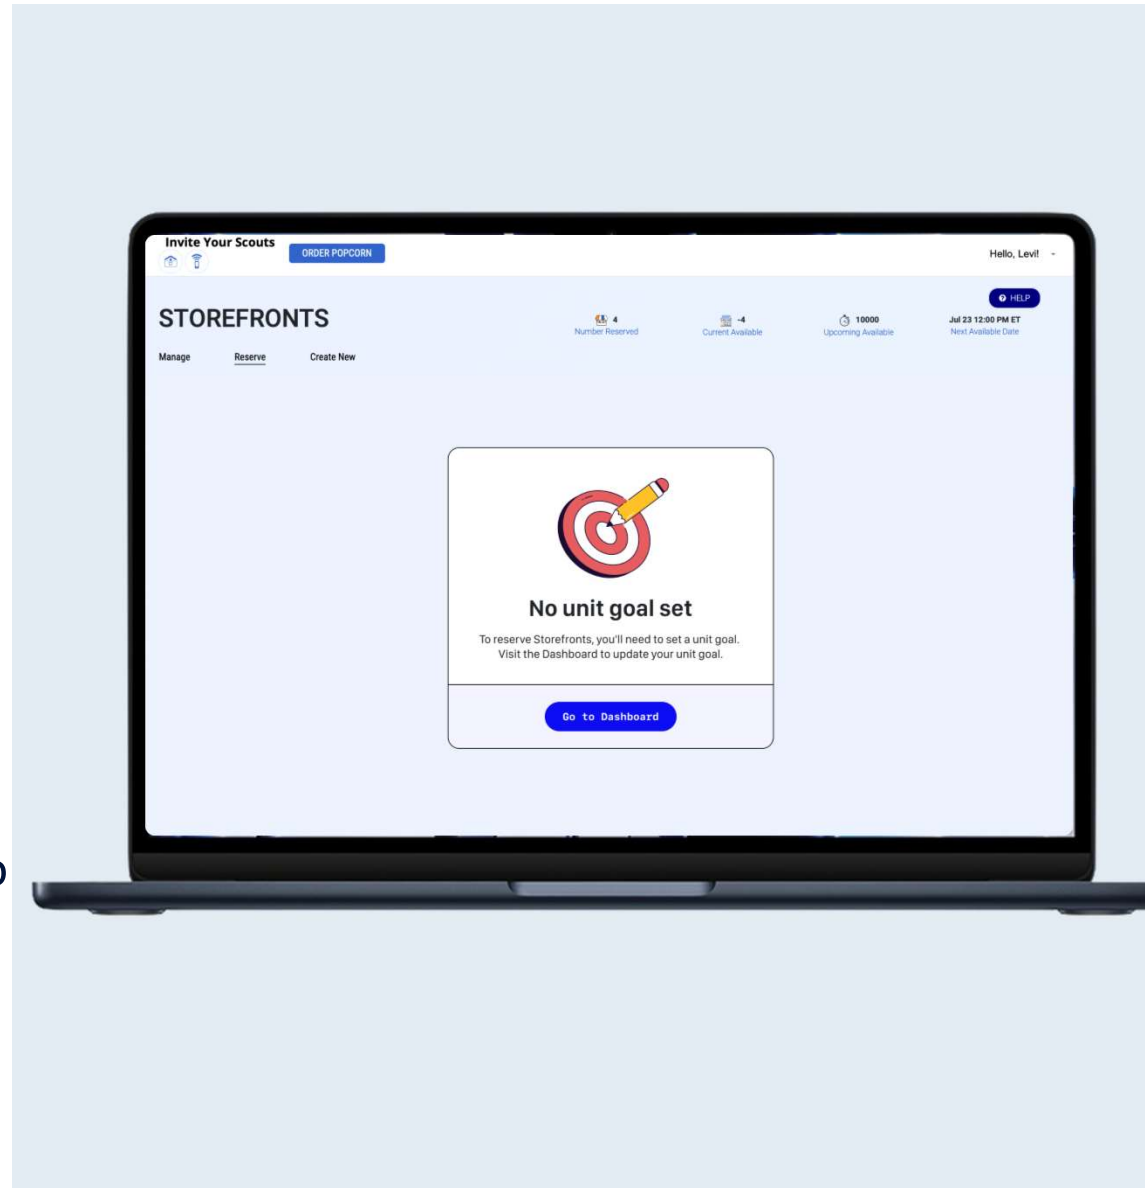 Invite Your Scouts
ORDER POPCORN
Hello, Levi!
HELP
STOREFRONTS
4
Number Reserved
-4
Current Available
10000
Upcoming Available
Jul 23 12:00 PM ET
Next Available Date
Manage
Reserve
Create New
No unit goal set
To reserve Storefronts, you'll need to set a unit goal.
Visit the Dashboard to update your unit goal.
Go to Dashboard